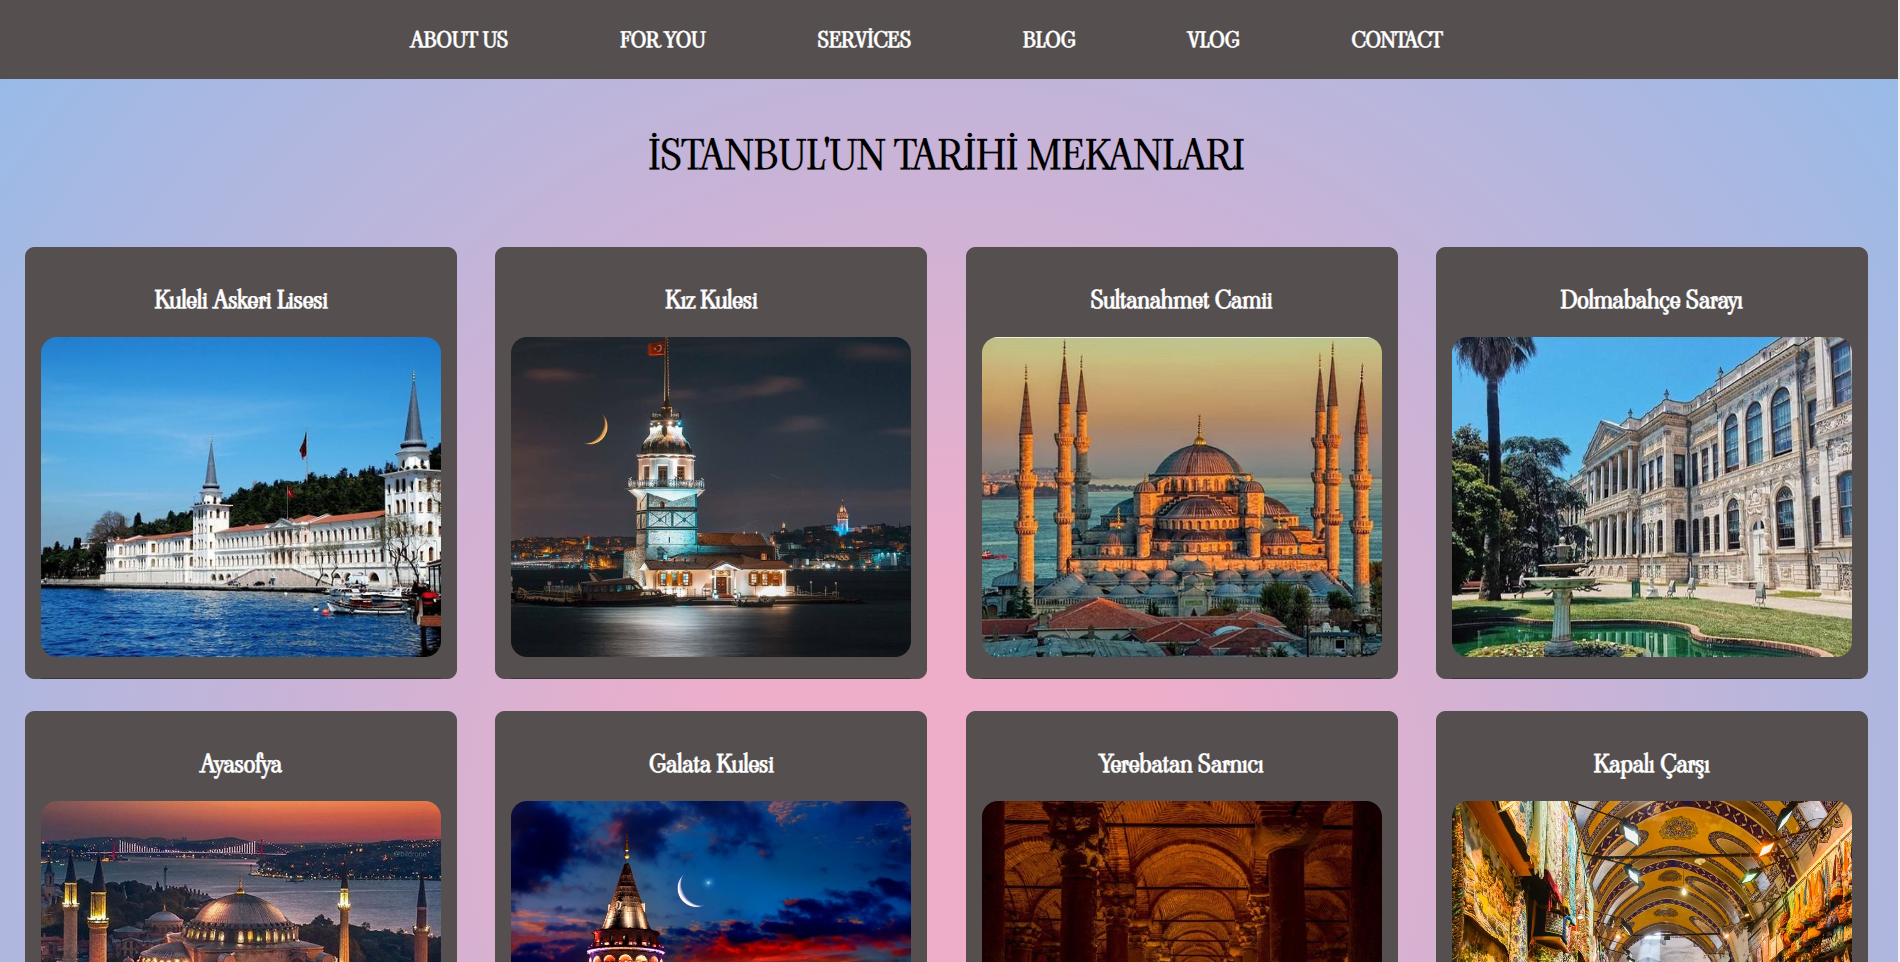 ABOUT US FOR YOU SERVİCES BLOG VLOG CONTACT
İSTANBUL'UN TARİHİ MEKANLARI
Kuleli Askeri Lisesi
Kız Kulesi
Sultanahmet Camii
Dolmabahçe Sarayı
Ayasofya
Galata Kulesi
Yerebatan Sarnıcı
Kapalı Çarşı